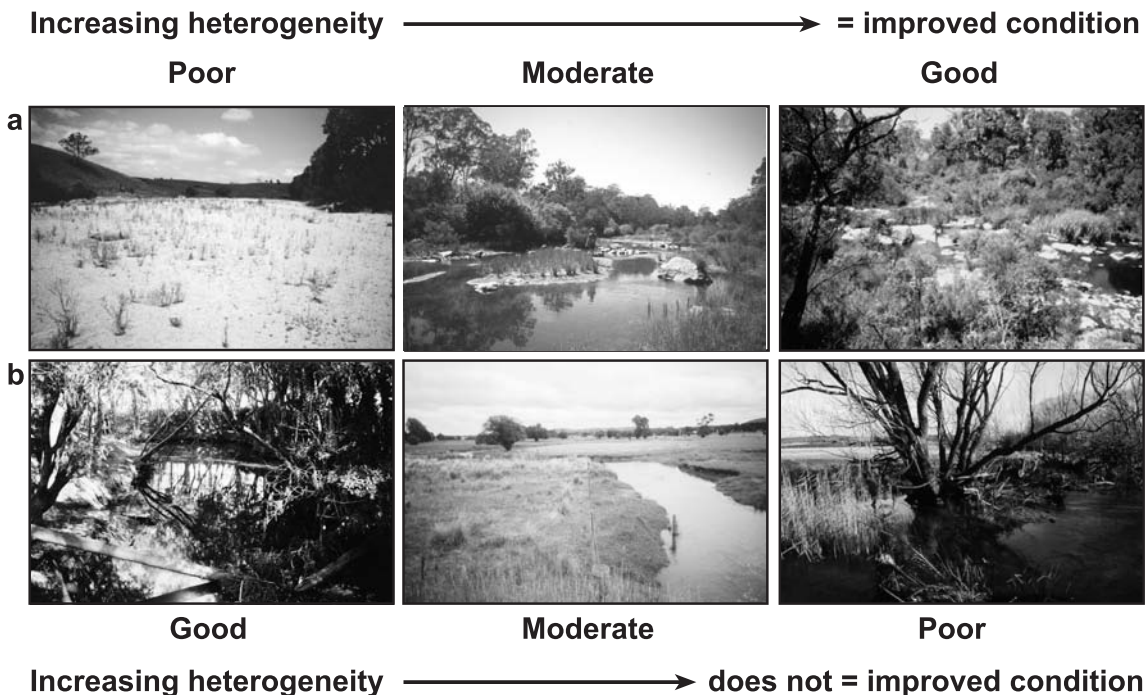 Increasing heterogeneity = improved condition
Poor Moderate Good
a
b
Good Moderate Poor
Increasing heterogeneity does not = improved condition